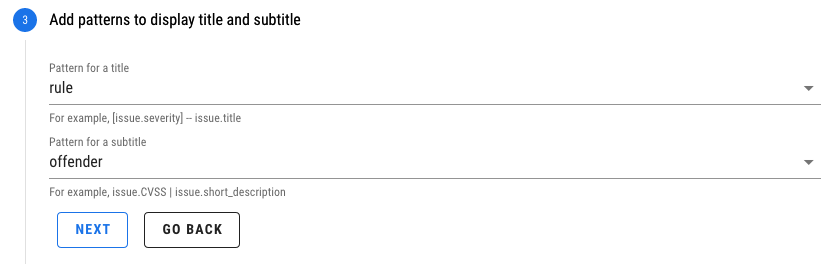 3 Add patterns to display title and subtitle
Pattern for a title
rule
For example, [issue.severity] -- issue.title
Pattern for a subtitle
offender
For example, issue.CVSS | issue.short_description
NEXT GO BACK